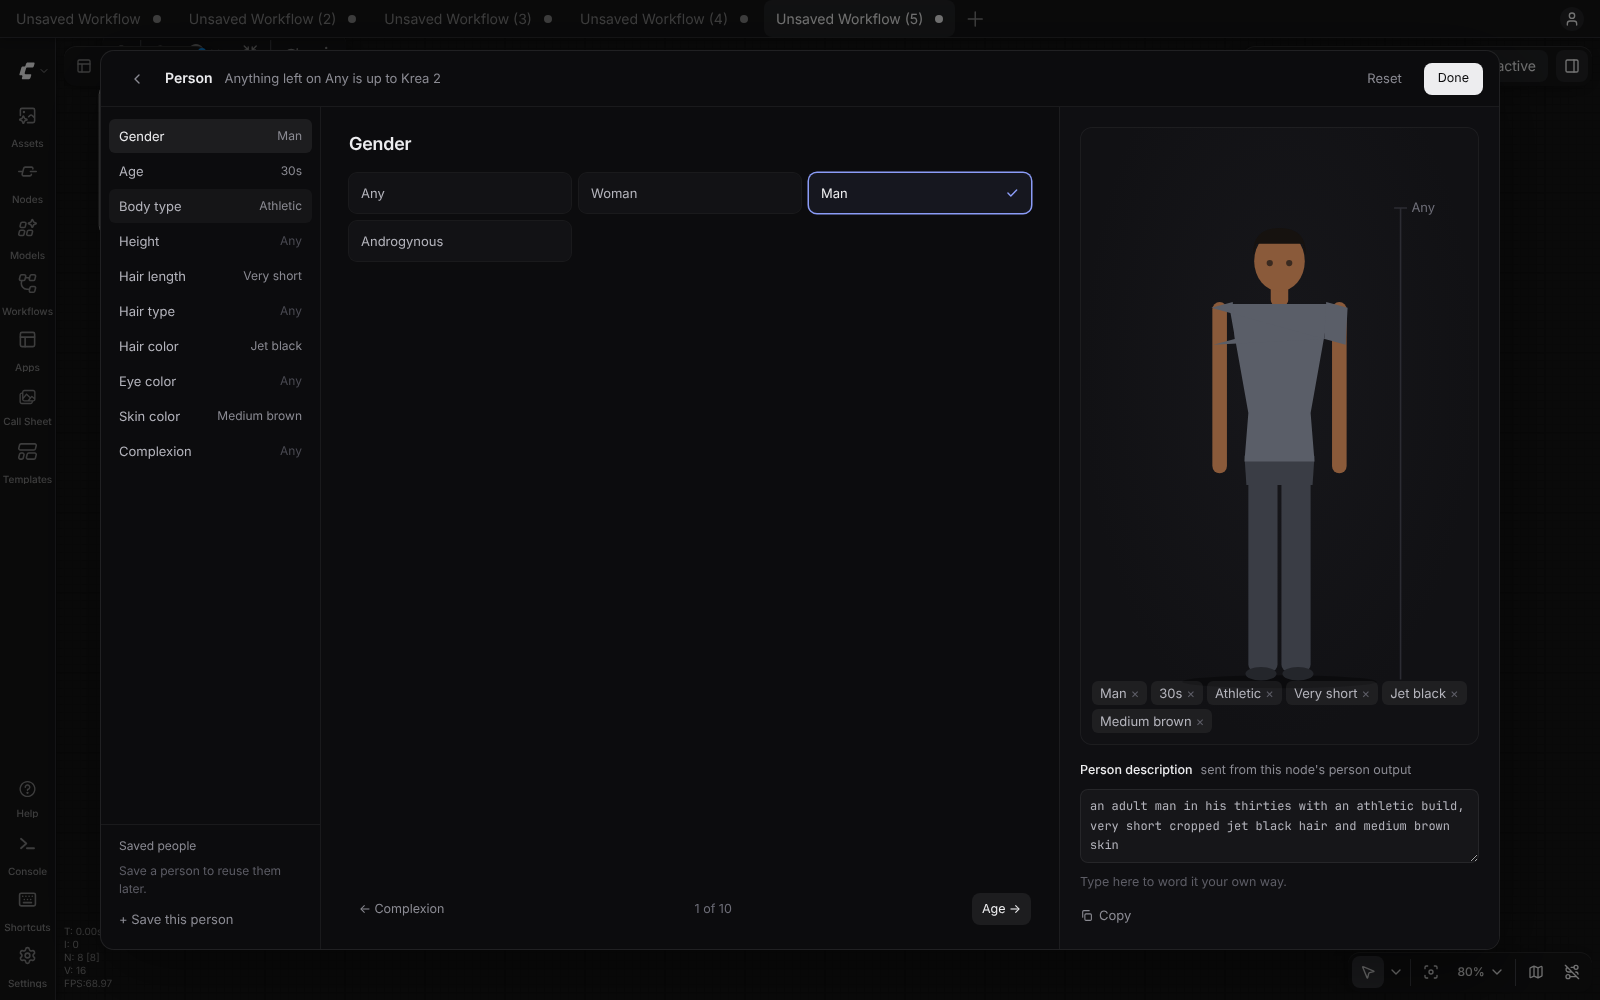 Unsaved Workflow
Unsaved Workflow (2)
Unsaved Workflow (3)
Unsaved Workflow (4)
Unsaved Workflow (5)
active
Person Anything left on Any is up to Krea 2
Reset
Done
Assets
Nodes
Models
Workflows
Apps
Call Sheet
Templates
Help
Console
Shortcuts
Settings
Gender Man
Age 30s
Body type Athletic
Height Any
Hair length Very short
Hair type Any
Hair color Jet black
Eye color Any
Skin color Medium brown
Complexion Any
Saved people
Save a person to reuse them
later.
+ Save this person
Gender
Any
Woman
Man
Androgynous
← Complexion
1 of 10
Age →
Any
Man × 30s × Athletic × Very short × Jet black ×
Medium brown ×
Person description sent from this node's person output
an adult man in his thirties with an athletic build,
very short cropped jet black hair and medium brown
skin
Type here to word it your own way.
Copy
T: 0.00s
I: 0
N: 8 [8]
V: 16
FPS:68.97
80%